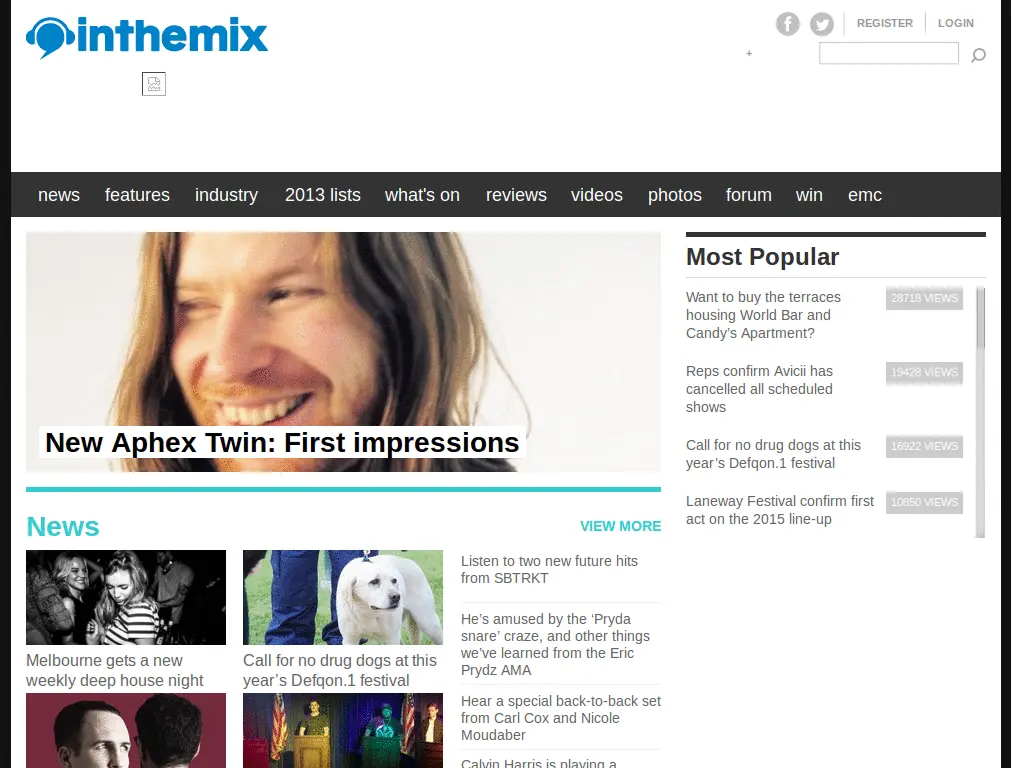 inthemix
REGISTER
LOGIN
+
news features industry 2013 lists what's on reviews videos photos forum win emc
New Aphex Twin: First impressions
Most Popular
Want to buy the terraces
housing World Bar and
Candy’s Apartment?
28718 VIEWS
Reps confirm Avicii has
cancelled all scheduled
shows
19428 VIEWS
Call for no drug dogs at this
year’s Defqon.1 festival
16922 VIEWS
Laneway Festival confirm first
act on the 2015 line-up
10850 VIEWS
News
VIEW MORE
Melbourne gets a new
weekly deep house night
Call for no drug dogs at this
year’s Defqon.1 festival
Listen to two new future hits
from SBTRKT
He’s amused by the ‘Pryda
snare’ craze, and other things
we’ve learned from the Eric
Prydz AMA
Hear a special back-to-back set
from Carl Cox and Nicole
Moudaber
Calvin Harris is playing a